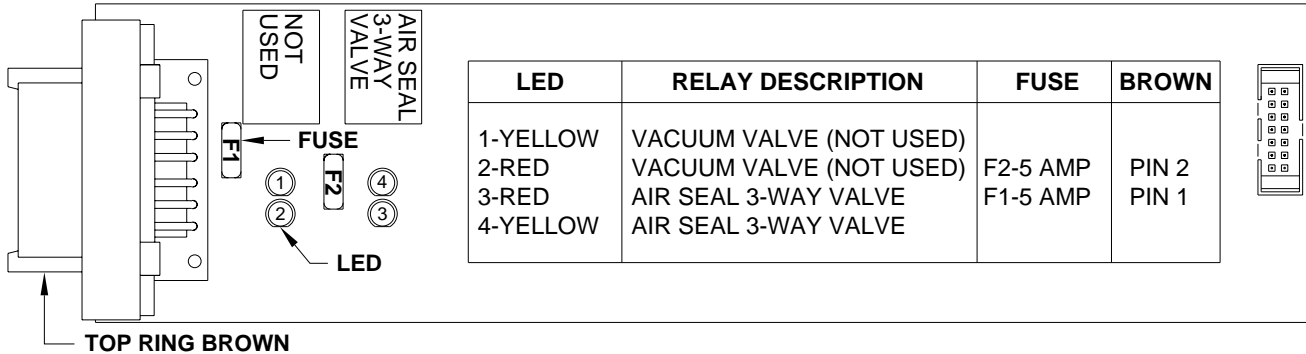 NOT
USED
AIR SEAL
3-WAY
VALVE
F1
FUSE
F2
1
2
4
3
LED
TOP RING BROWN
LED RELAY DESCRIPTION FUSE BROWN
1-YELLOW VACUUM VALVE (NOT USED)
2-RED VACUUM VALVE (NOT USED) F2-5 AMP PIN 2
3-RED AIR SEAL 3-WAY VALVE F1-5 AMP PIN 1
4-YELLOW AIR SEAL 3-WAY VALVE